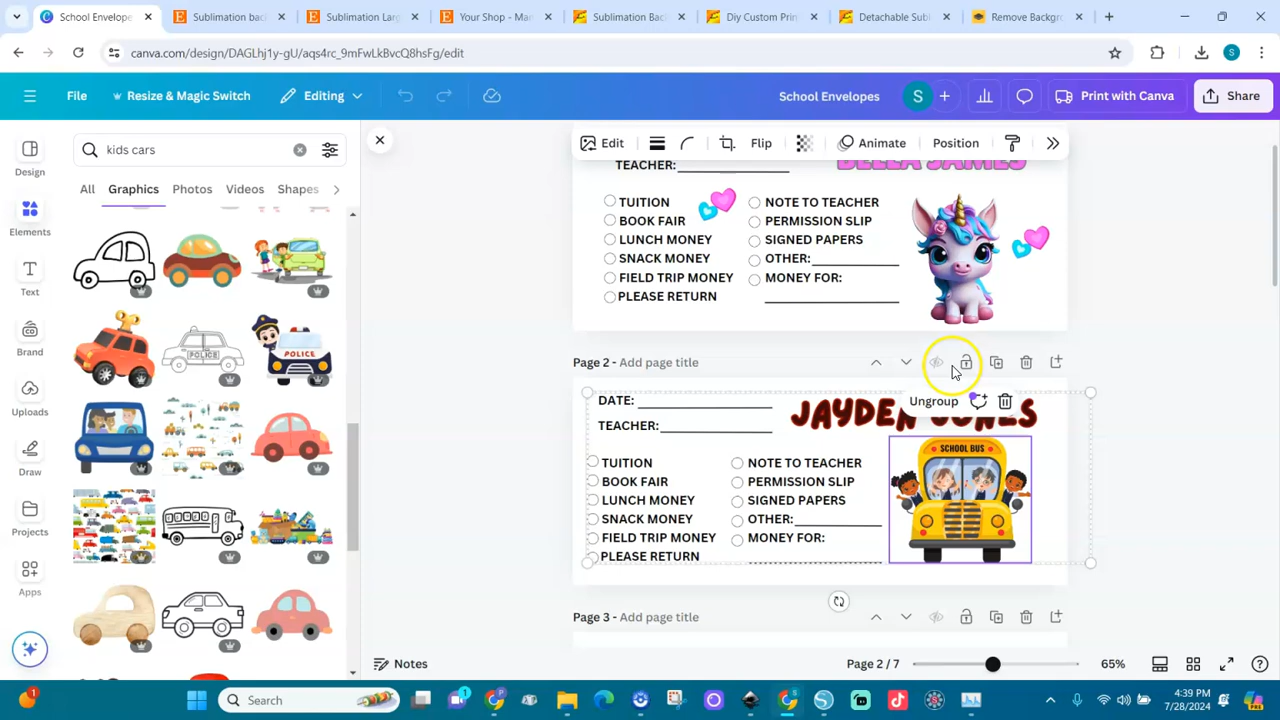 School Envelope
Sublimation bac
Sublimation Lar
Your Shop - Ma
Sublimation Bac
Diy Custom Prin
Detachable Subl
Remove Backgro
canva.com/design/DAGLhj1y-gU/aqs4rc_9mFwLkBvcQ8hsFg/edit
S
File
Resize & Magic Switch
Editing
School Envelopes
S
Print with Canva
Share
Design
Elements
Text
Brand
Uploads
Draw
Projects
Apps
kids cars
All Graphics Photos Videos Shapes
POLICE
Edit
Flip
Animate
Position
TEACHER:
BELLA JAMES
TUITION
BOOK FAIR
LUNCH MONEY
SNACK MONEY
FIELD TRIP MONEY
PLEASE RETURN
NOTE TO TEACHER
PERMISSION SLIP
SIGNED PAPERS
OTHER:
MONEY FOR:
Page 2 - Add page title
Ungroup
DATE:
TEACHER:
JAYDEN JONES
TUITION
BOOK FAIR
LUNCH MONEY
SNACK MONEY
FIELD TRIP MONEY
PLEASE RETURN
NOTE TO TEACHER
PERMISSION SLIP
SIGNED PAPERS
OTHER:
MONEY FOR:
SCHOOL BUS
Page 3 - Add page title
Notes
Page 2 / 7
65%
Search
4:39 PM
7/28/2024